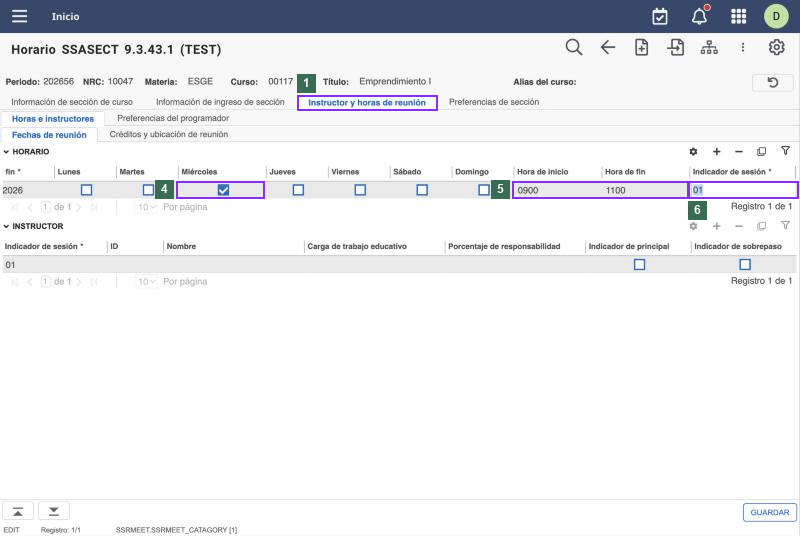 Inicio
D
Horario SSASECT 9.3.43.1 (TEST)
Periodo: 202656 NRC: 10047 Materia: ESGE Curso: 00117 1 Título: Emprendimiento I Alias del curso:
Información de sección de curso Información de ingreso de sección Instructor y horas de reunión Preferencias de sección
Horas e instructores Preferencias del programador
Fechas de reunión Créditos y ubicación de reunión
HORARIO
fin * Lunes Martes Miércoles Jueves Viernes Sábado Domingo Hora de inicio Hora de fin Indicador de sesión *
2026 4 5 0900 1100 01
1 de 1 10 Por página 6 Registro 1 de 1
INSTRUCTOR
Indicador de sesión * ID Nombre Carga de trabajo educativo Porcentaje de responsabilidad Indicador de principal Indicador de sobrepaso
01
1 de 1 10 Por página Registro 1 de 1
GUARDAR
EDIT Registro: 1/1 SSRMEET.SSRMEET_CATAGORY [1]